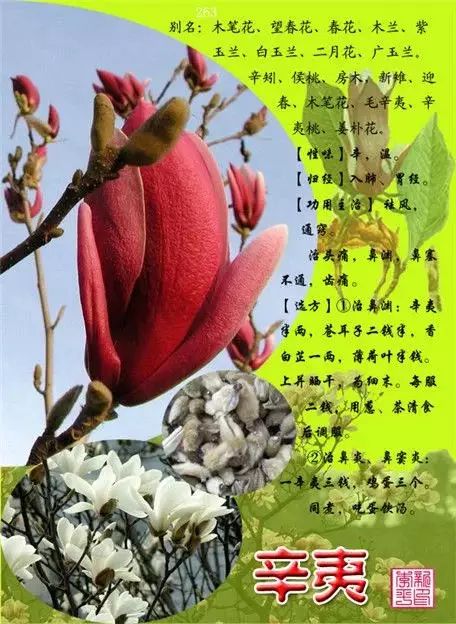 263
别名：木笔花、望春花、春花、木兰、紫
玉兰、白玉兰、二月花、广玉兰。
辛矧、侯桃、房木，新雉、迎
春、木笔花、毛辛夷、辛
夷桃、姜朴花。
【性味】辛，温。
【归经】入肺、胃经。
【功用主治】祛风，
通窍。
治头痛，鼻渊，鼻塞
不通，齿痛。
【选方】①治鼻渊：辛夷
半两，苍耳子二钱半，香
白芷一两，薄荷叶半钱。
上并晒干，为细末。每服
二钱，用葱、茶清食
后调服。
②治鼻炎、鼻窦炎：
一辛夷三钱，鸡蛋三个。
同煮，吃蛋饮汤。
辛夷